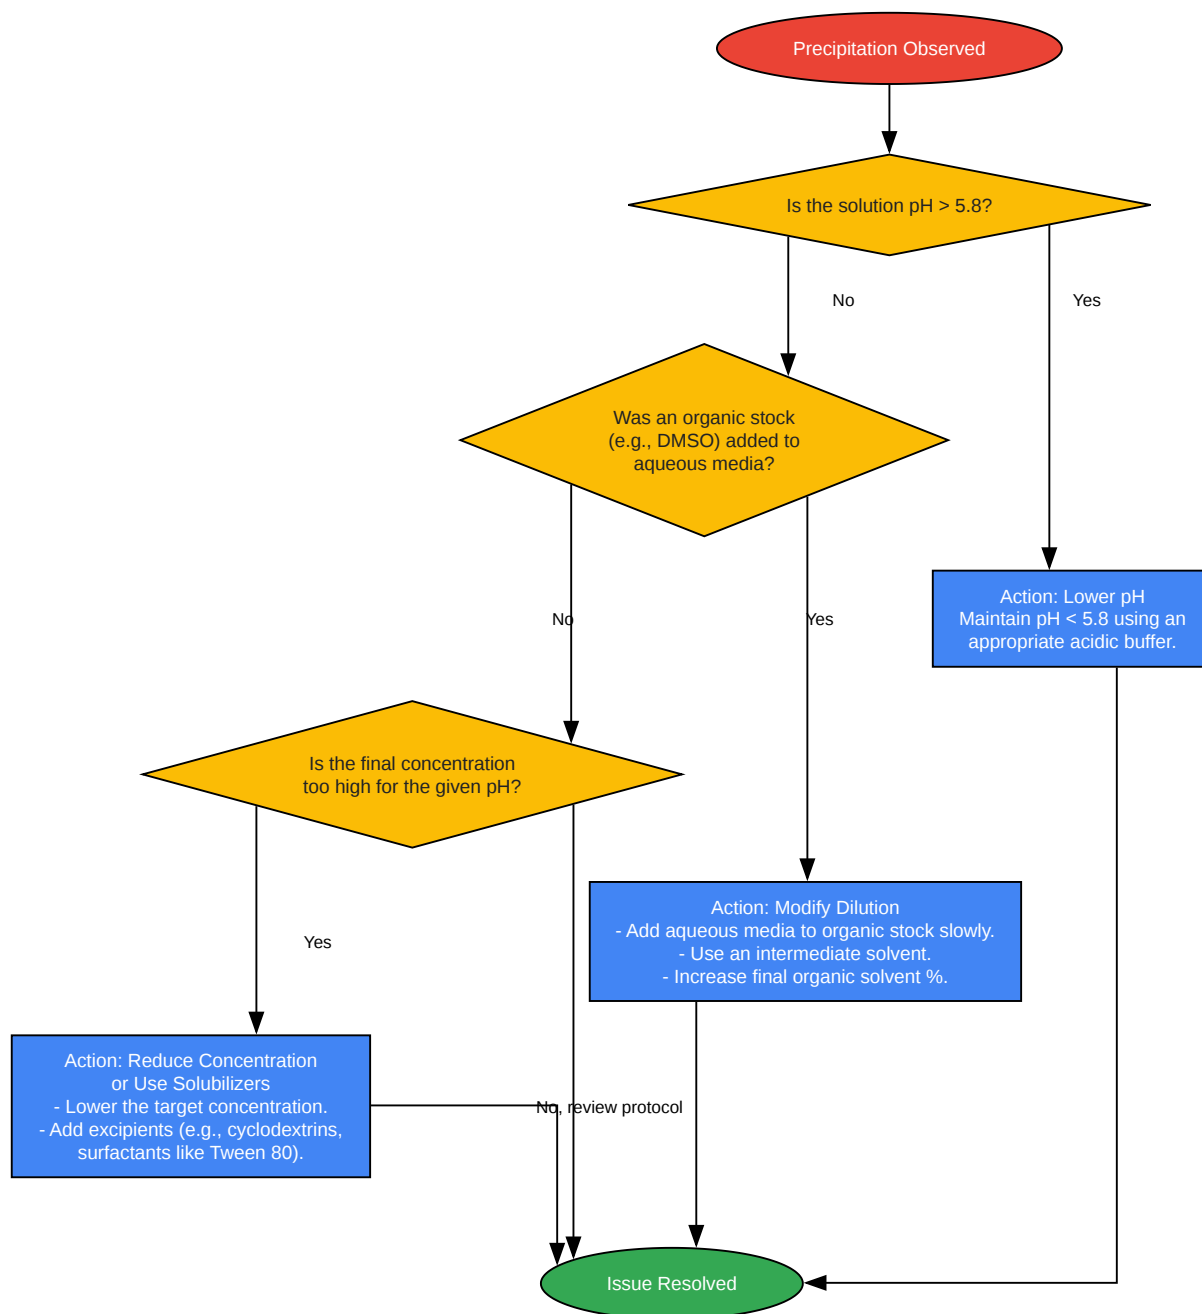 Precipitation Observed
Is the solution pH > 5.8?
No
Yes
Was an organic stock
(e.g., DMSO) added to
aqueous media?
Action: Lower pH
Maintain pH < 5.8 using an
appropriate acidic buffer.
No
Yes
Is the final concentration
too high for the given pH?
Action: Modify Dilution
- Add aqueous media to organic stock slowly.
- Use an intermediate solvent.
- Increase final organic solvent %.
Yes
Action: Reduce Concentration
or Use Solubilizers
- Lower the target concentration.
- Add excipients (e.g., cyclodextrins,
surfactants like Tween 80).
No, review protocol
Issue Resolved